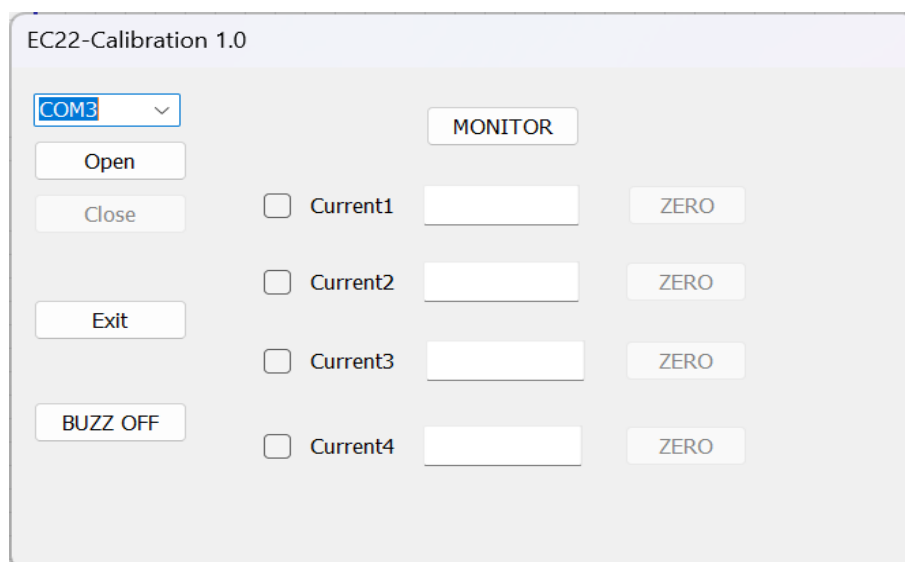 EC22-Calibration 1.0
COM3
MONITOR
Open
Close
Current1 ZERO
Current2 ZERO
Exit
Current3 ZERO
BUZZ OFF
Current4 ZERO